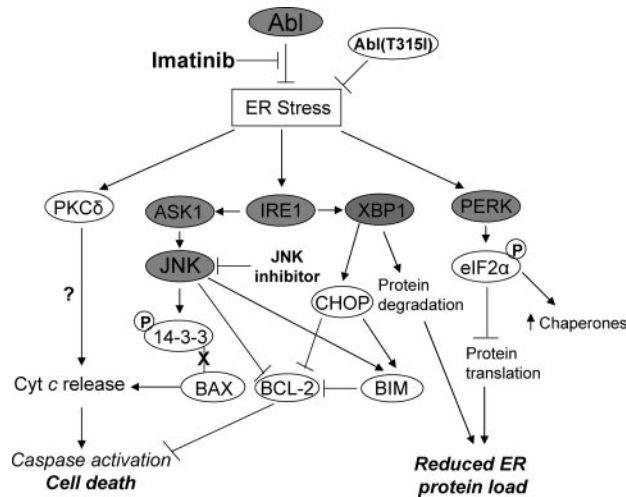 Abl
Imatinib
Abl(T315I)
ER Stress
PKCδ
ASK1
IRE1
XBP1
PERK
JNK
JNK
inhibitor
P
eIF2α
?
CHOP
Protein
degradation
Chaperones
P
14-3-3
X
Protein
translation
Cyt c release
BAX
BCL-2
BIM
Caspase activation
Cell death
Reduced ER
protein load